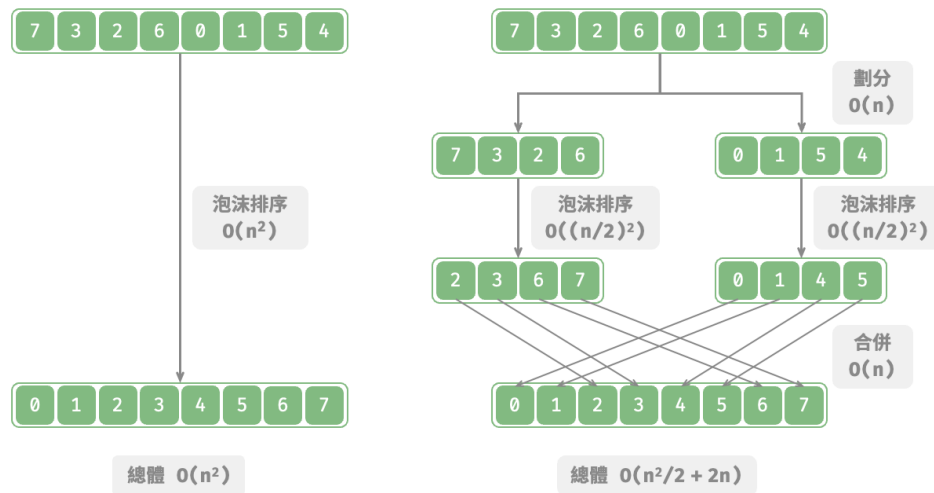 7 3 2 6 0 1 5 4
泡沫排序
O(n²)
0 1 2 3 4 5 6 7
總體 O(n²)
7 3 2 6 0 1 5 4
劃分
O(n)
7 3 2 6
0 1 5 4
泡沫排序
O((n/2)²)
泡沫排序
O((n/2)²)
2 3 6 7
0 1 4 5
合併
O(n)
0 1 2 3 4 5 6 7
總體 O(n²/2 + 2n)